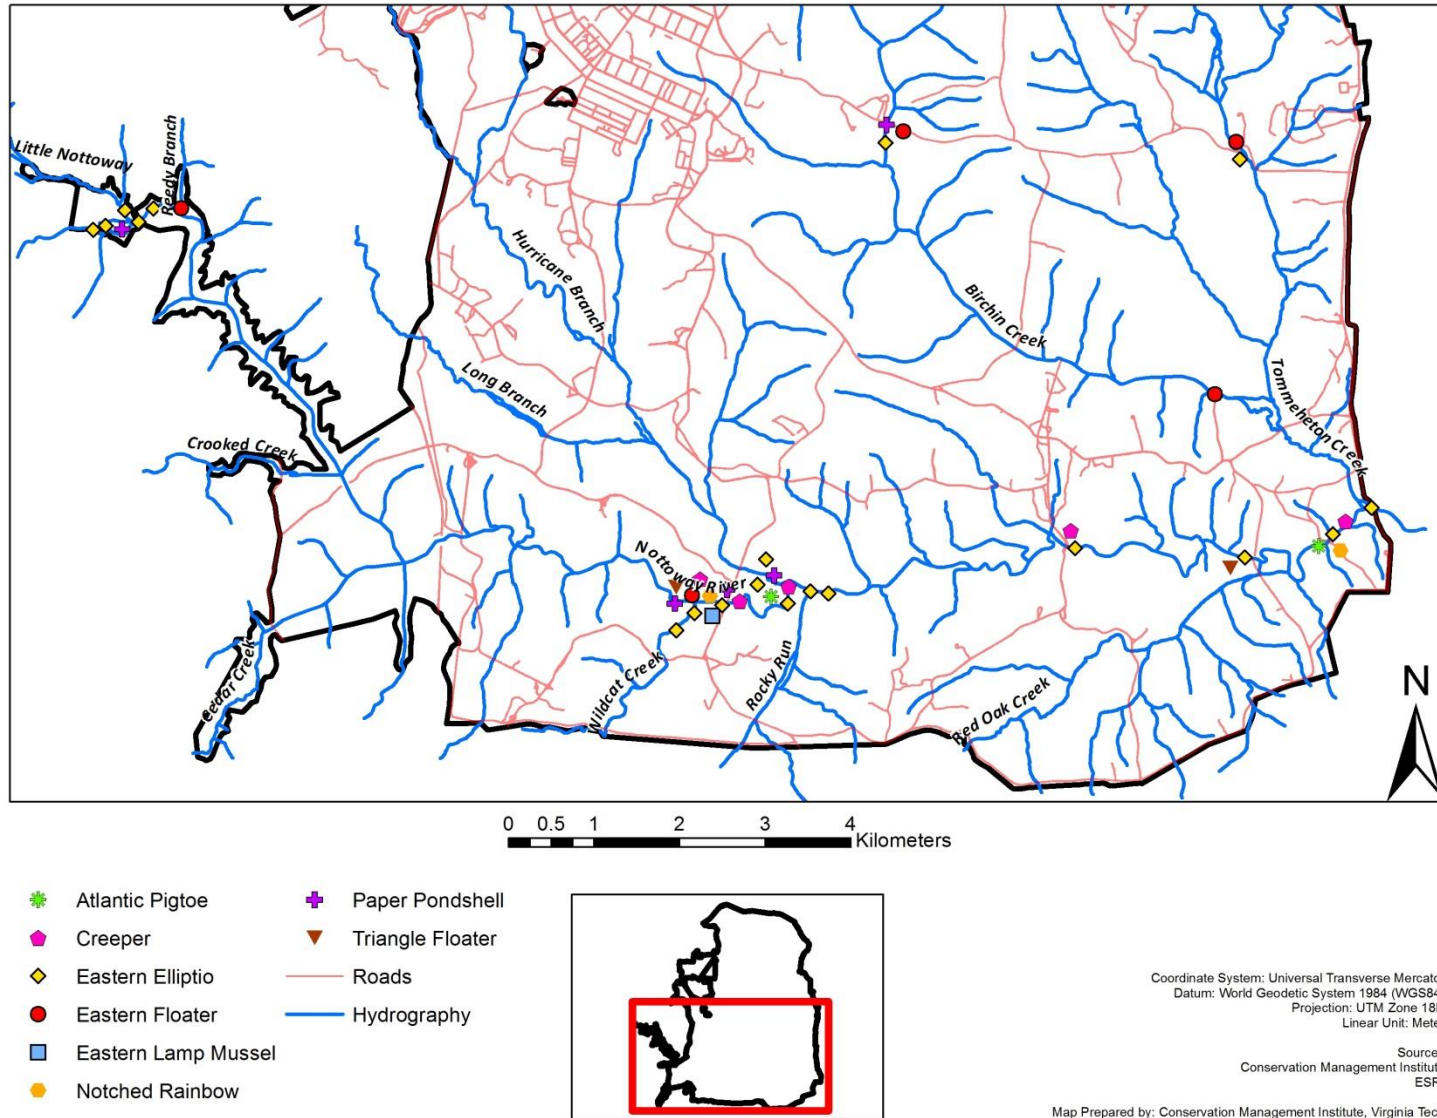 Little Nottoway
Reedy Branch
Hurricane Branch
Birchin Creek
Long Branch
Tommeheton Creek
Crooked Creek
Nottoway River
Cedar Creek
Wildcat Creek
Rocky Run
Red Oak Creek
N
0 0.5 1 2 3 4
Kilometers
Atlantic Pigtoe
Creeper
Eastern Elliptio
Eastern Floater
Eastern Lamp Mussel
Notched Rainbow
Paper Pondshell
Triangle Floater
Roads
Hydrography
Coordinate System: Universal Transverse Mercato
Datum: World Geodetic System 1984 (WGS84
Projection: UTM Zone 18
Linear Unit: Mete
Source
Conservation Management Institut
ESR
Map Prepared by: Conservation Management Institute, Virginia Tec